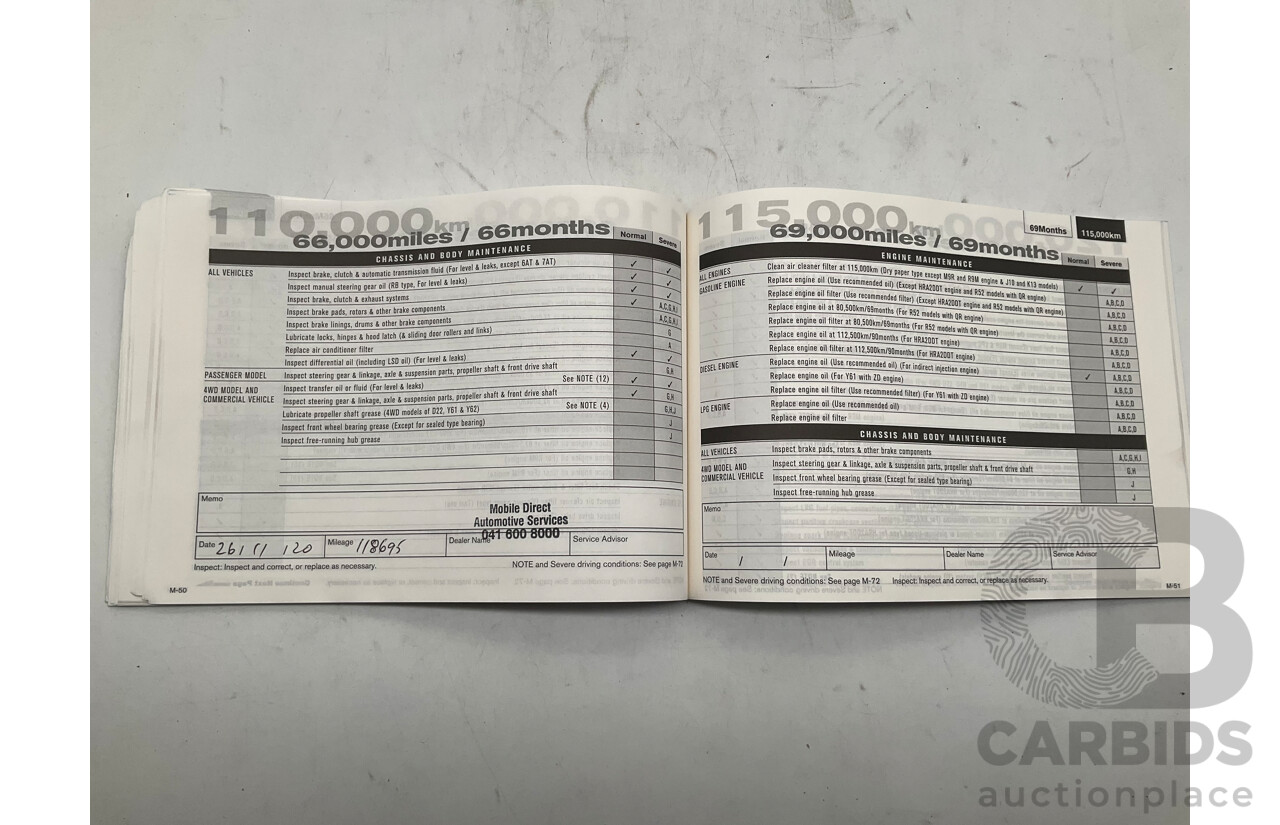 110,000km
66,000miles / 66months
Normal Severe
CHASSIS AND BODY MAINTENANCE
ALL VEHICLES Inspect brake, clutch & automatic transmission fluid (For level & leaks, except 6AT & 7AT) ✓ ✓
Inspect manual steering gear oil (RB type, For level & leaks) ✓ ✓
Inspect brake, clutch & exhaust systems ✓ ✓
Inspect brake pads, rotors & other brake components ✓ A,C,G,H,I
Inspect brake linings, drums & other brake components A,C,G,H,I
Lubricate locks, hinges & hood latch (& sliding door rollers and links) G
Replace air conditioner filter A
Inspect differential oil (including LSD oil) (For level & leaks) ✓ ✓
PASSENGER MODEL Inspect steering gear & linkage, axle & suspension parts, propeller shaft & front drive shaft G,H
See NOTE (12)
4WD MODEL AND COMMERCIAL VEHICLE Inspect transfer oil or fluid (For level & leaks) ✓ ✓
Inspect steering gear & linkage, axle & suspension parts, propeller shaft & front drive shaft ✓ G,H
Lubricate propeller shaft grease (4WD models of D22, Y61 & Y62) See NOTE (4) G,H,J
Inspect front wheel bearing grease (Except for sealed type bearing) J
Inspect free-running hub grease J
Memo
Mobile Direct
Automotive Services
041 600 8000
Date 26/11/20 Mileage 118695 Dealer Name Service Advisor
Inspect: Inspect and correct, or replace as necessary. NOTE and Severe driving conditions: See page M-72
M-50
115,000km
69,000miles / 69months
69Months 115,000km
Normal Severe
ENGINE MAINTENANCE
ALL ENGINES Clean air cleaner filter at 115,000km (Dry paper type except M9R and R9M engine & J10 and K13 models) ✓ ✓
GASOLINE ENGINE Replace engine oil (Use recommended oil) (Except HRA2DDT engine and R52 models with QR engine) A,B,C,D
Replace engine oil filter (Use recommended filter) (Except HRA2DDT engine and R52 models with QR engine) A,B,C,D
Replace engine oil at 80,500km/69months (For R52 models with QR engine) A,B,C,D
Replace engine oil filter at 80,500km/69months (For R52 models with QR engine) A,B,C,D
Replace engine oil at 112,500km/90months (For HRA2DDT engine) A,B,C,D
Replace engine oil filter at 112,500km/90months (For HRA2DDT engine) A,B,C,D
DIESEL ENGINE Replace engine oil (Use recommended oil) (For indirect injection engine) ✓ A,B,C,D
Replace engine oil (For Y61 with ZD engine) A,B,C,D
Replace engine oil filter (Use recommended filter) (For Y61 with ZD engine) A,B,C,D
LPG ENGINE Replace engine oil (Use recommended oil) A,B,C,D
Replace engine oil filter A,B,C,D
CHASSIS AND BODY MAINTENANCE
ALL VEHICLES Inspect brake pads, rotors & other brake components A,C,G,H,I
4WD MODEL AND COMMERCIAL VEHICLE Inspect steering gear & linkage, axle & suspension parts, propeller shaft & front drive shaft G,H
Inspect front wheel bearing grease (Except for sealed type bearing) J
Inspect free-running hub grease J
Memo
Date / / Mileage Dealer Name Service Advisor
NOTE and Severe driving conditions: See page M-72 Inspect: Inspect and correct, or replace as necessary.
M-51
CB
CARBIDS
auctionplace